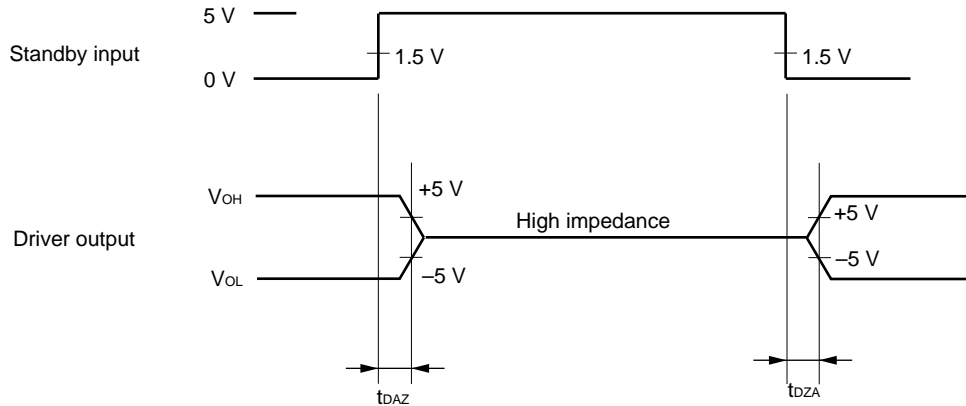 5 V
Standby input
1.5 V
1.5 V
0 V
VOH
+5 V
High impedance
+5 V
Driver output
VOL
–5 V
–5 V
tDAZ
tDZA